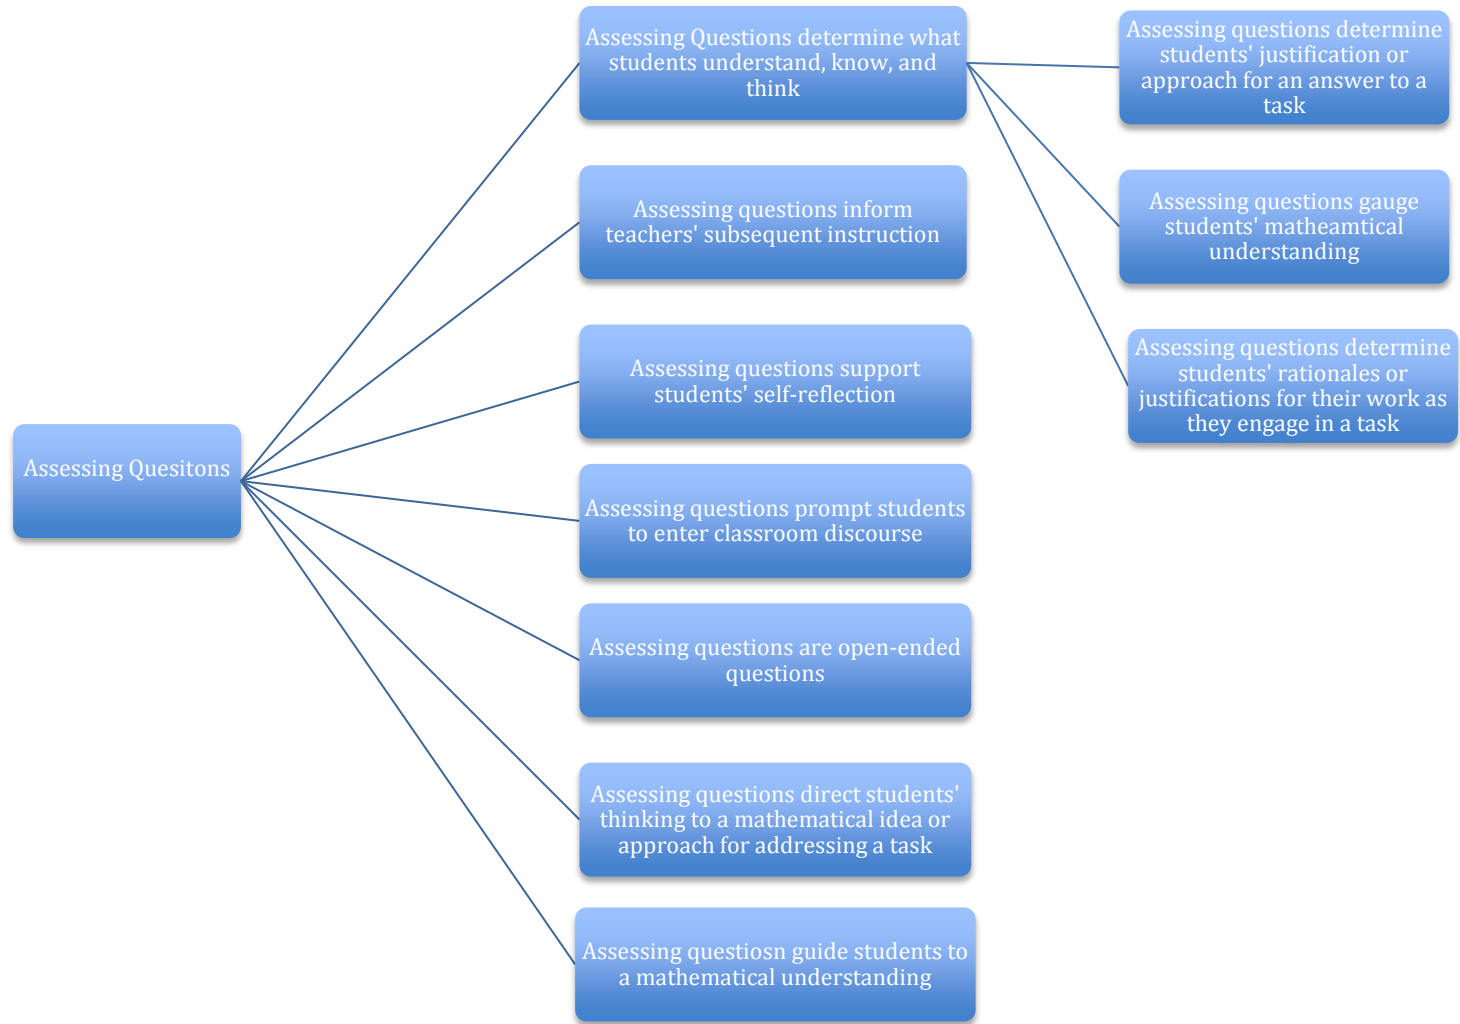 Assessing Quesitons
Assessing Questions determine what
students understand, know, and
think
Assessing questions inform
teachers' subsequent instruction
Assessing questions support
students' self-reflection
Assessing questions prompt students
to enter classroom discourse
Assessing questions are open-ended
questions
Assessing questions direct students'
thinking to a mathematical idea or
approach for addressing a task
Assessing questiosn guide students to
a mathematical understanding
Assessing questions determine
students' justification or
approach for an answer to a
task
Assessing questions gauge
students' matheamtical
understanding
Assessing questions determine
students' rationales or
justifications for their work as
they engage in a task